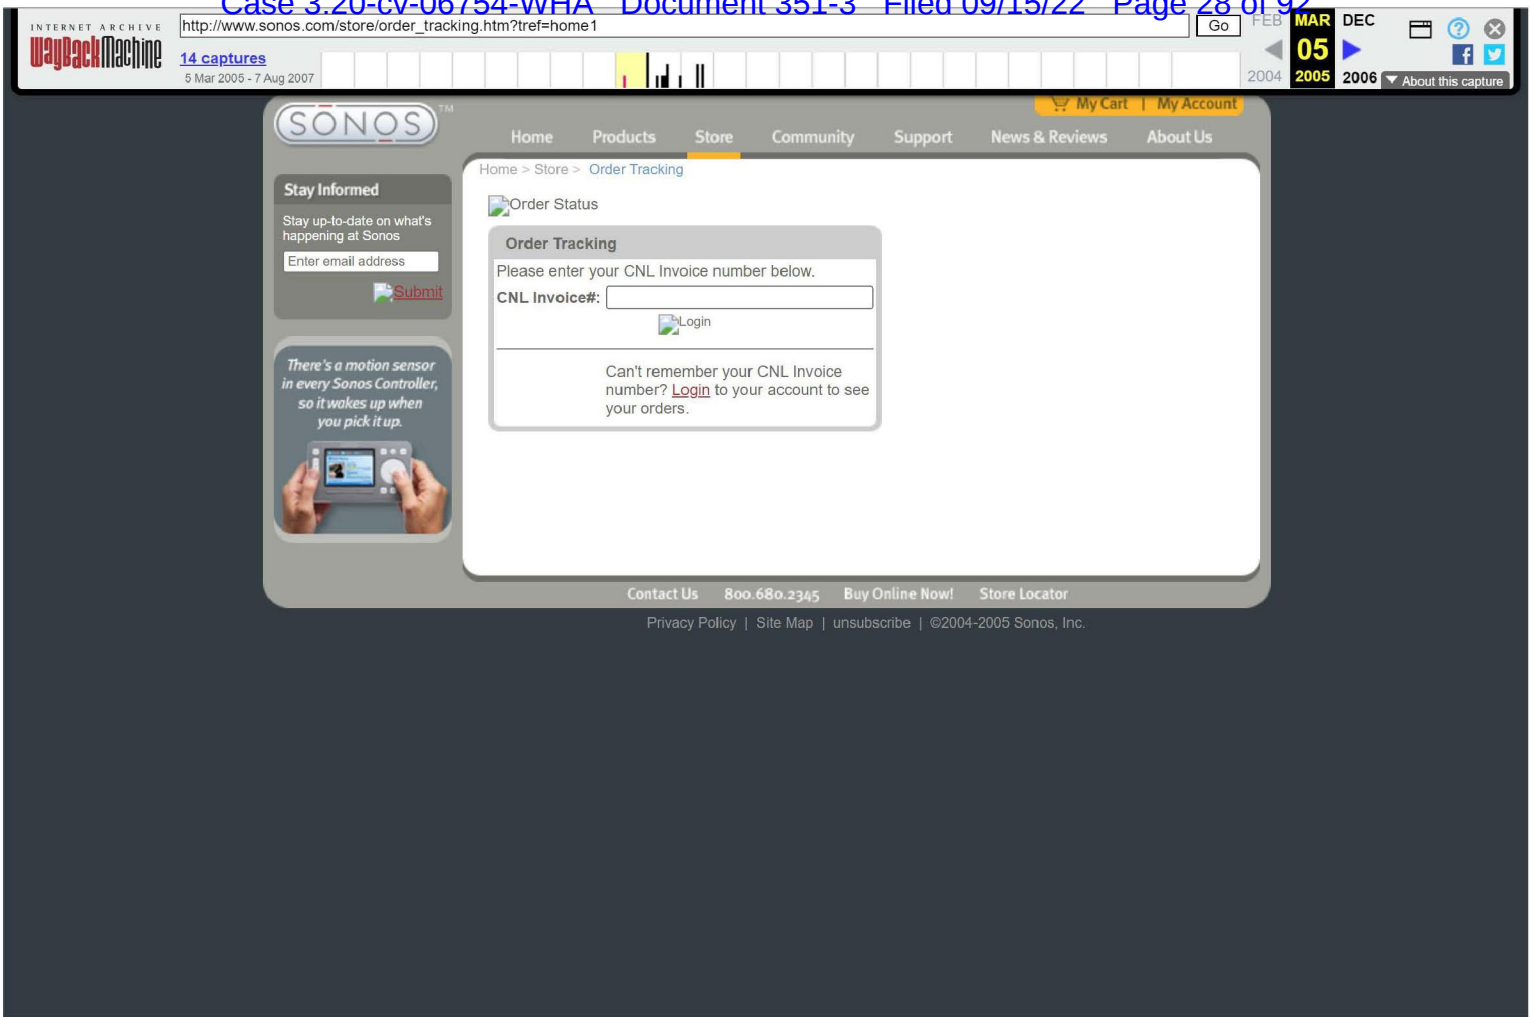 Case 3:20-cv-06754-WHA Document 351-3 Filed 09/15/22 Page 28 of 92
INTERNET ARCHIVE
WayBackMachine
http://www.sonos.com/store/order_tracking.htm?tref=home1
Go
FEB MAR DEC
14 captures
05
5 Mar 2005 - 7 Aug 2007
2004 2005 2006
About this capture
SONOS™
My Cart | My Account
Home Products Store Community Support News & Reviews About Us
Home > Store > Order Tracking
Stay Informed
Stay up-to-date on what's
happening at Sonos
Enter email address
Submit
There's a motion sensor
in every Sonos Controller,
so it wakes up when
you pick it up.
Order Status
Order Tracking
Please enter your CNL Invoice number below.
CNL Invoice#:
Login
Can't remember your CNL Invoice
number? Login to your account to see
your orders.
Contact Us 800.680.2345 Buy Online Now! Store Locator
Privacy Policy | Site Map | unsubscribe | ©2004-2005 Sonos, Inc.